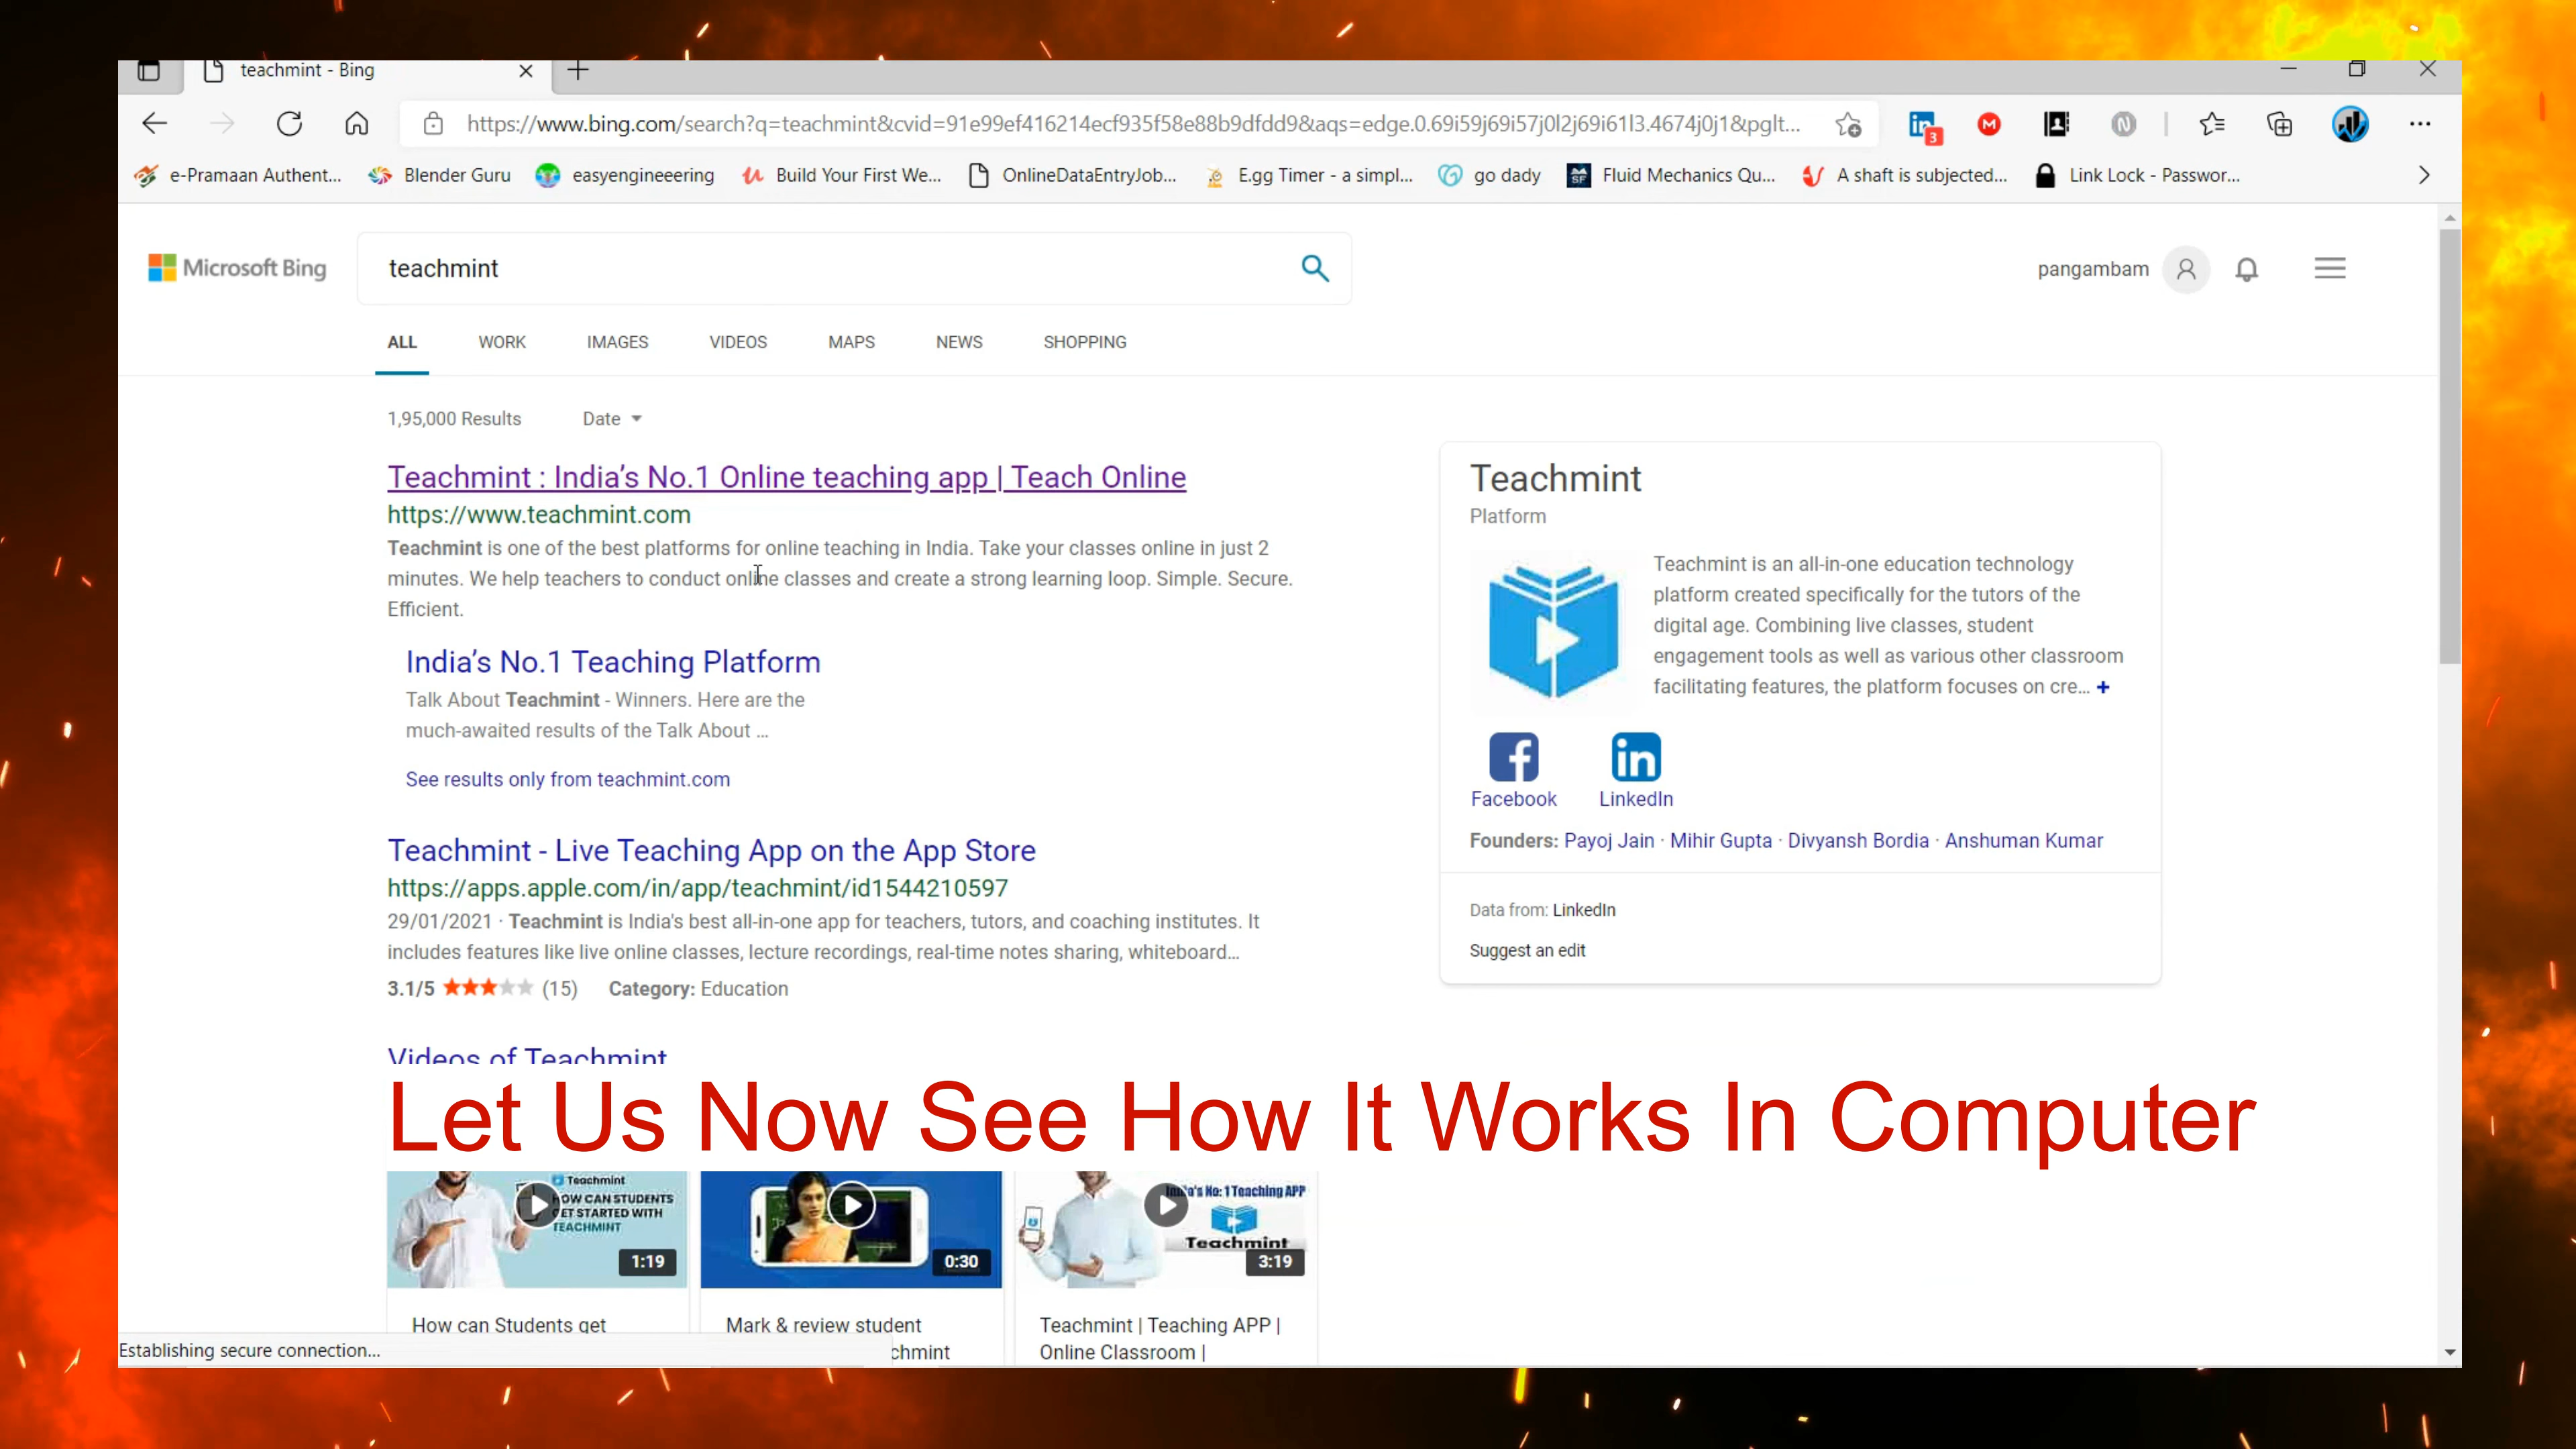 teachmint - Bing
https://www.bing.com/search?q=teachmint&cvid=91e99ef416214ecf935f58e88b9dfdd9&aqs=edge.0.69i59j69i57j0l2j69i61l3.4674j0j1&pglt...
3
M
N
e-Pramaan Authent...
Blender Guru
easyengineeering
Build Your First We...
OnlineDataEntryJob...
E.gg Timer - a simpl...
go dady
SF
Fluid Mechanics Qu...
A shaft is subjected...
Link Lock - Passwor...
Microsoft Bing
teachmint
pangambam
ALL WORK IMAGES VIDEOS MAPS NEWS SHOPPING
1,95,000 Results Date
Teachmint : India's No.1 Online teaching app | Teach Online
https://www.teachmint.com
Teachmint is one of the best platforms for online teaching in India. Take your classes online in just 2
minutes. We help teachers to conduct online classes and create a strong learning loop. Simple. Secure.
Efficient.
India's No.1 Teaching Platform
Talk About Teachmint - Winners. Here are the
much-awaited results of the Talk About ...
See results only from teachmint.com
Teachmint - Live Teaching App on the App Store
https://apps.apple.com/in/app/teachmint/id1544210597
29/01/2021 · Teachmint is India's best all-in-one app for teachers, tutors, and coaching institutes. It
includes features like live online classes, lecture recordings, real-time notes sharing, whiteboard...
3.1/5 (15) Category: Education
Teachmint
Platform
Teachmint is an all-in-one education technology
platform created specifically for the tutors of the
digital age. Combining live classes, student
engagement tools as well as various other classroom
facilitating features, the platform focuses on cre... +
Facebook LinkedIn
Founders: Payoj Jain · Mihir Gupta · Divyansh Bordia · Anshuman Kumar
Data from: LinkedIn
Suggest an edit
Videos of Teachmint
Let Us Now See How It Works In Computer
Teachmint
HOW CAN STUDENTS
GET STARTED WITH
TEACHMINT
1:19
0:30
India's No:1 Teaching APP
Teachmint
3:19
How can Students get
Mark & review student
chmint
Teachmint | Teaching APP |
Online Classroom |
Establishing secure connection...